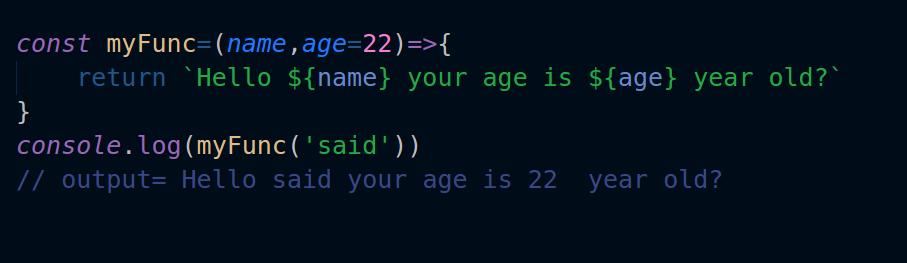 const myFunc=(name,age=22)=>{
    return `Hello ${name} your age is ${age} year old?`
}
console.log(myFunc('said'))
// output= Hello said your age is 22  year old?